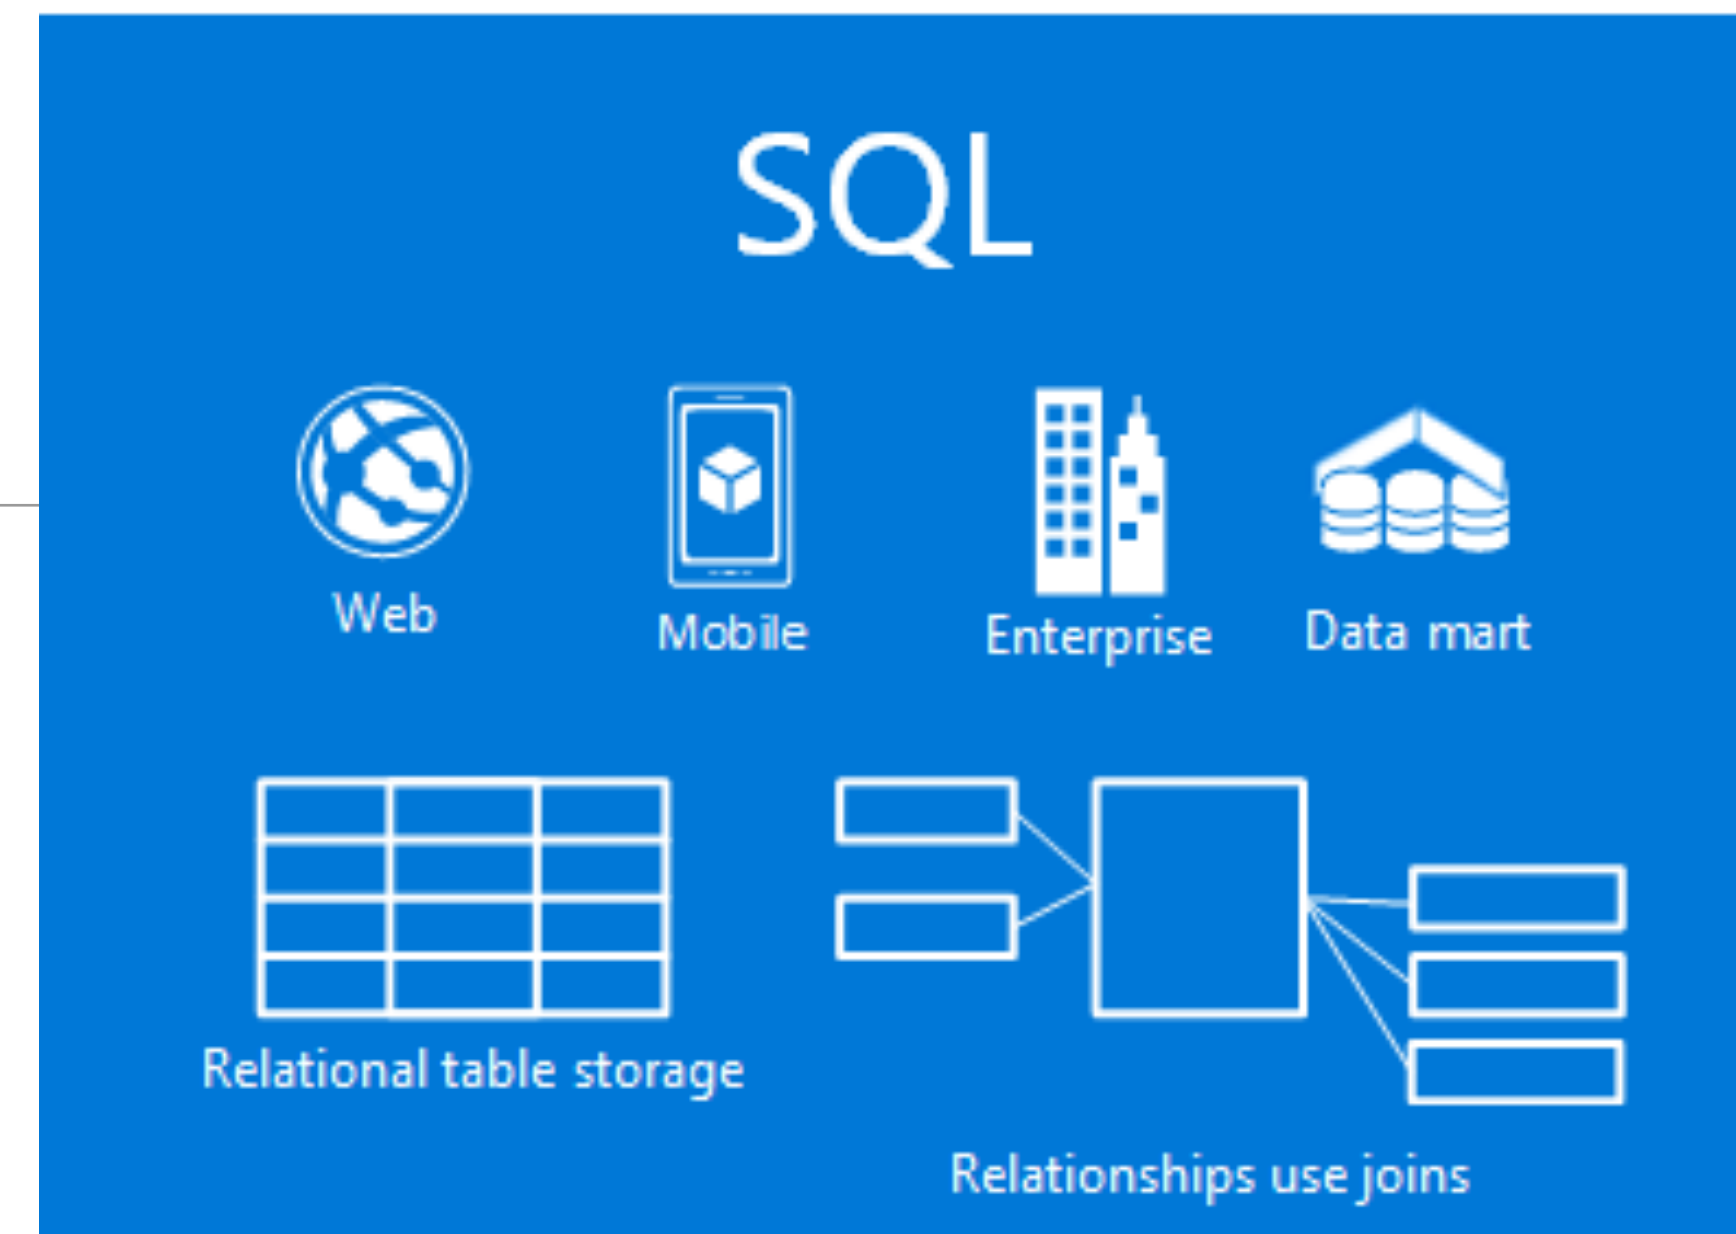 SQL
Web
Mobile
Enterprise
Data mart
Relational table storage
Relationships use joins